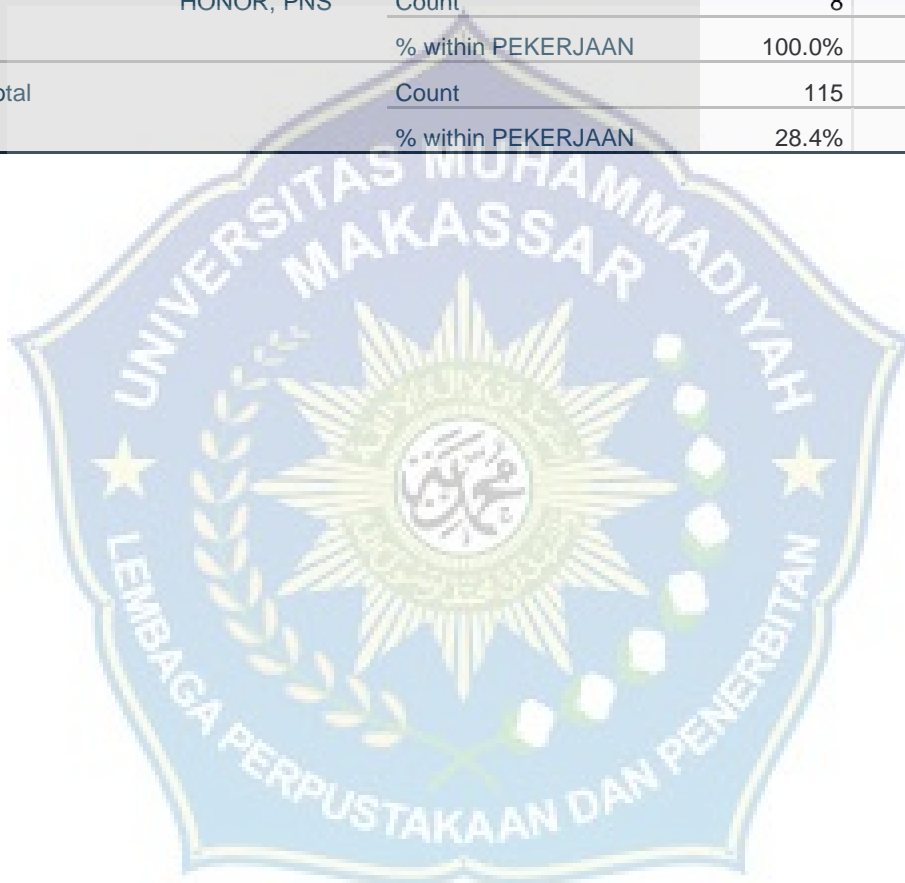 HONOR, PNS Count 8
% within PEKERJAAN 100.0%
otal Count 115
% within PEKERJAAN 28.4%
UNIVERSITAS MUHAMMADIYAH
MAKASSAR
LEMBAGA PERPUSTAKAAN DAN PENERBITAN